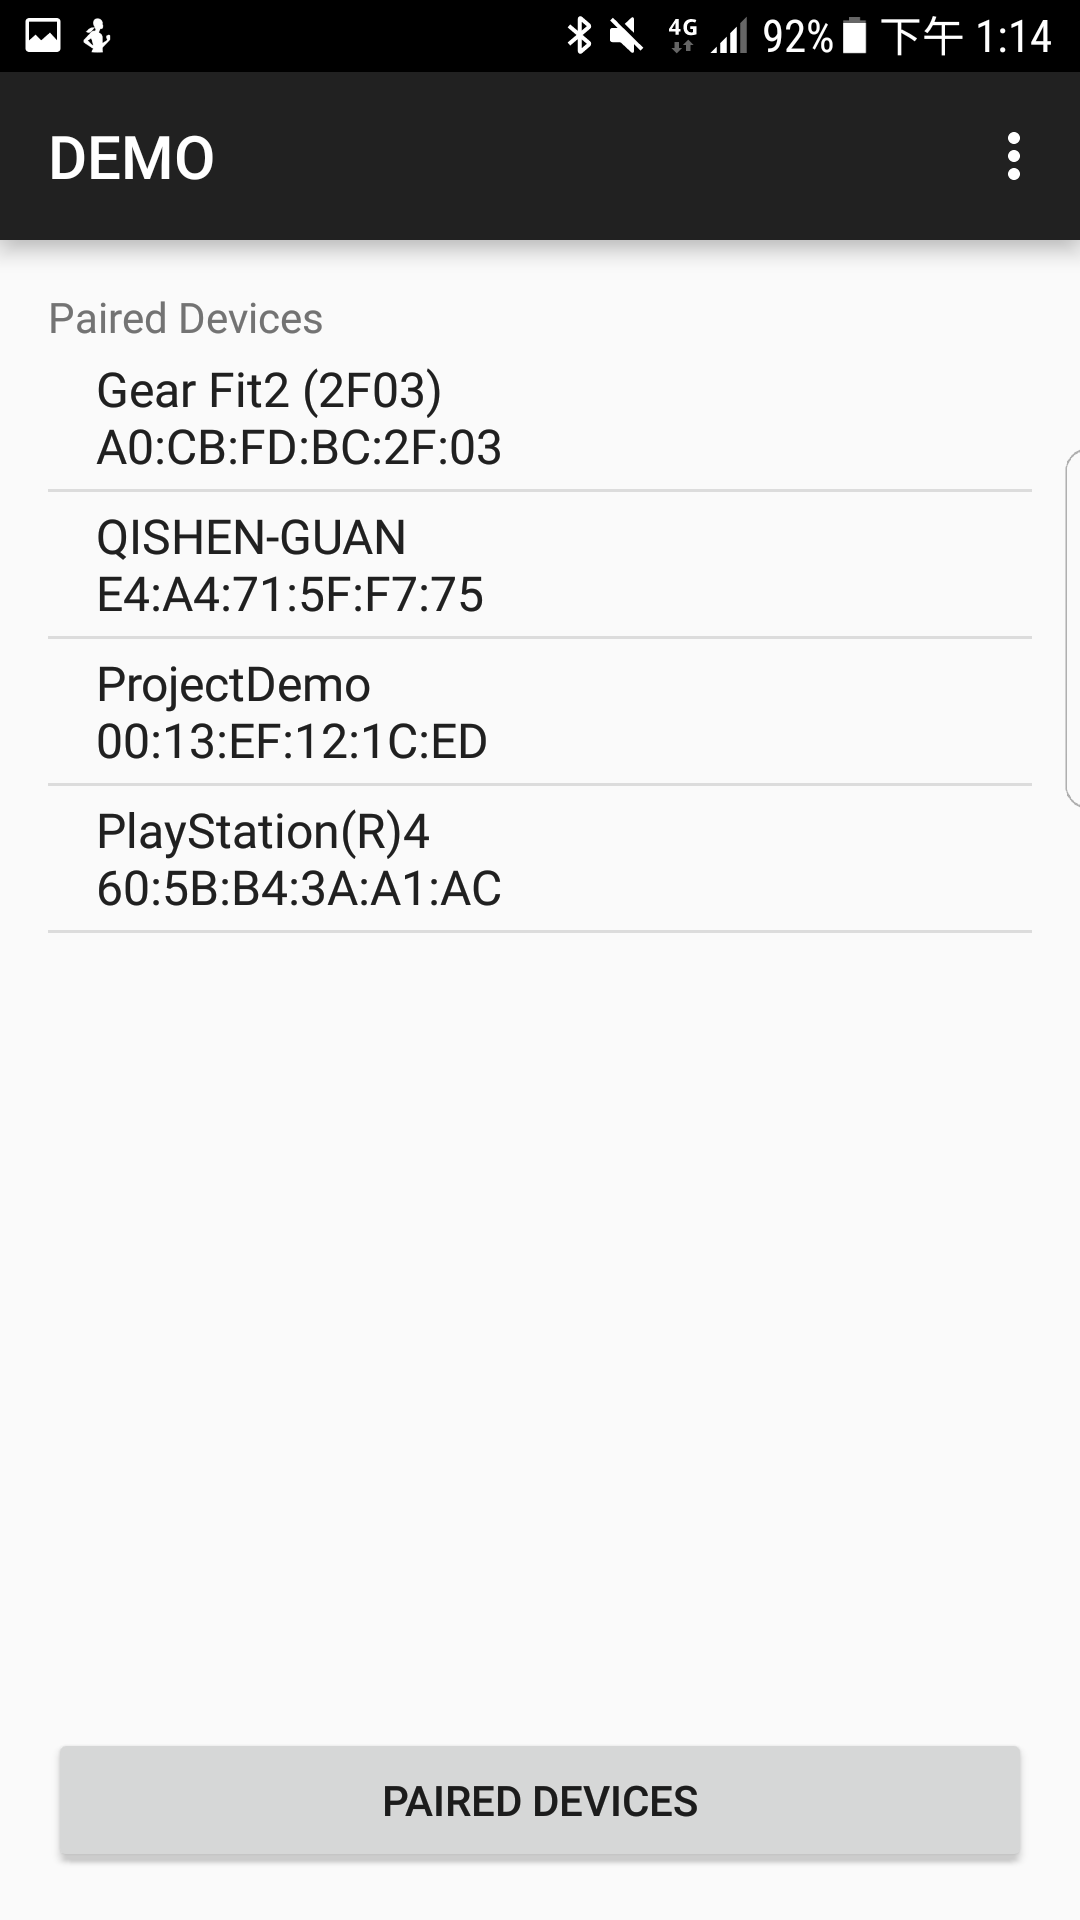 4G 92% 下午 1:14
DEMO
Paired Devices
Gear Fit2 (2F03)
A0:CB:FD:BC:2F:03
QISHEN-GUAN
E4:A4:71:5F:F7:75
ProjectDemo
00:13:EF:12:1C:ED
PlayStation(R)4
60:5B:B4:3A:A1:AC
PAIRED DEVICES